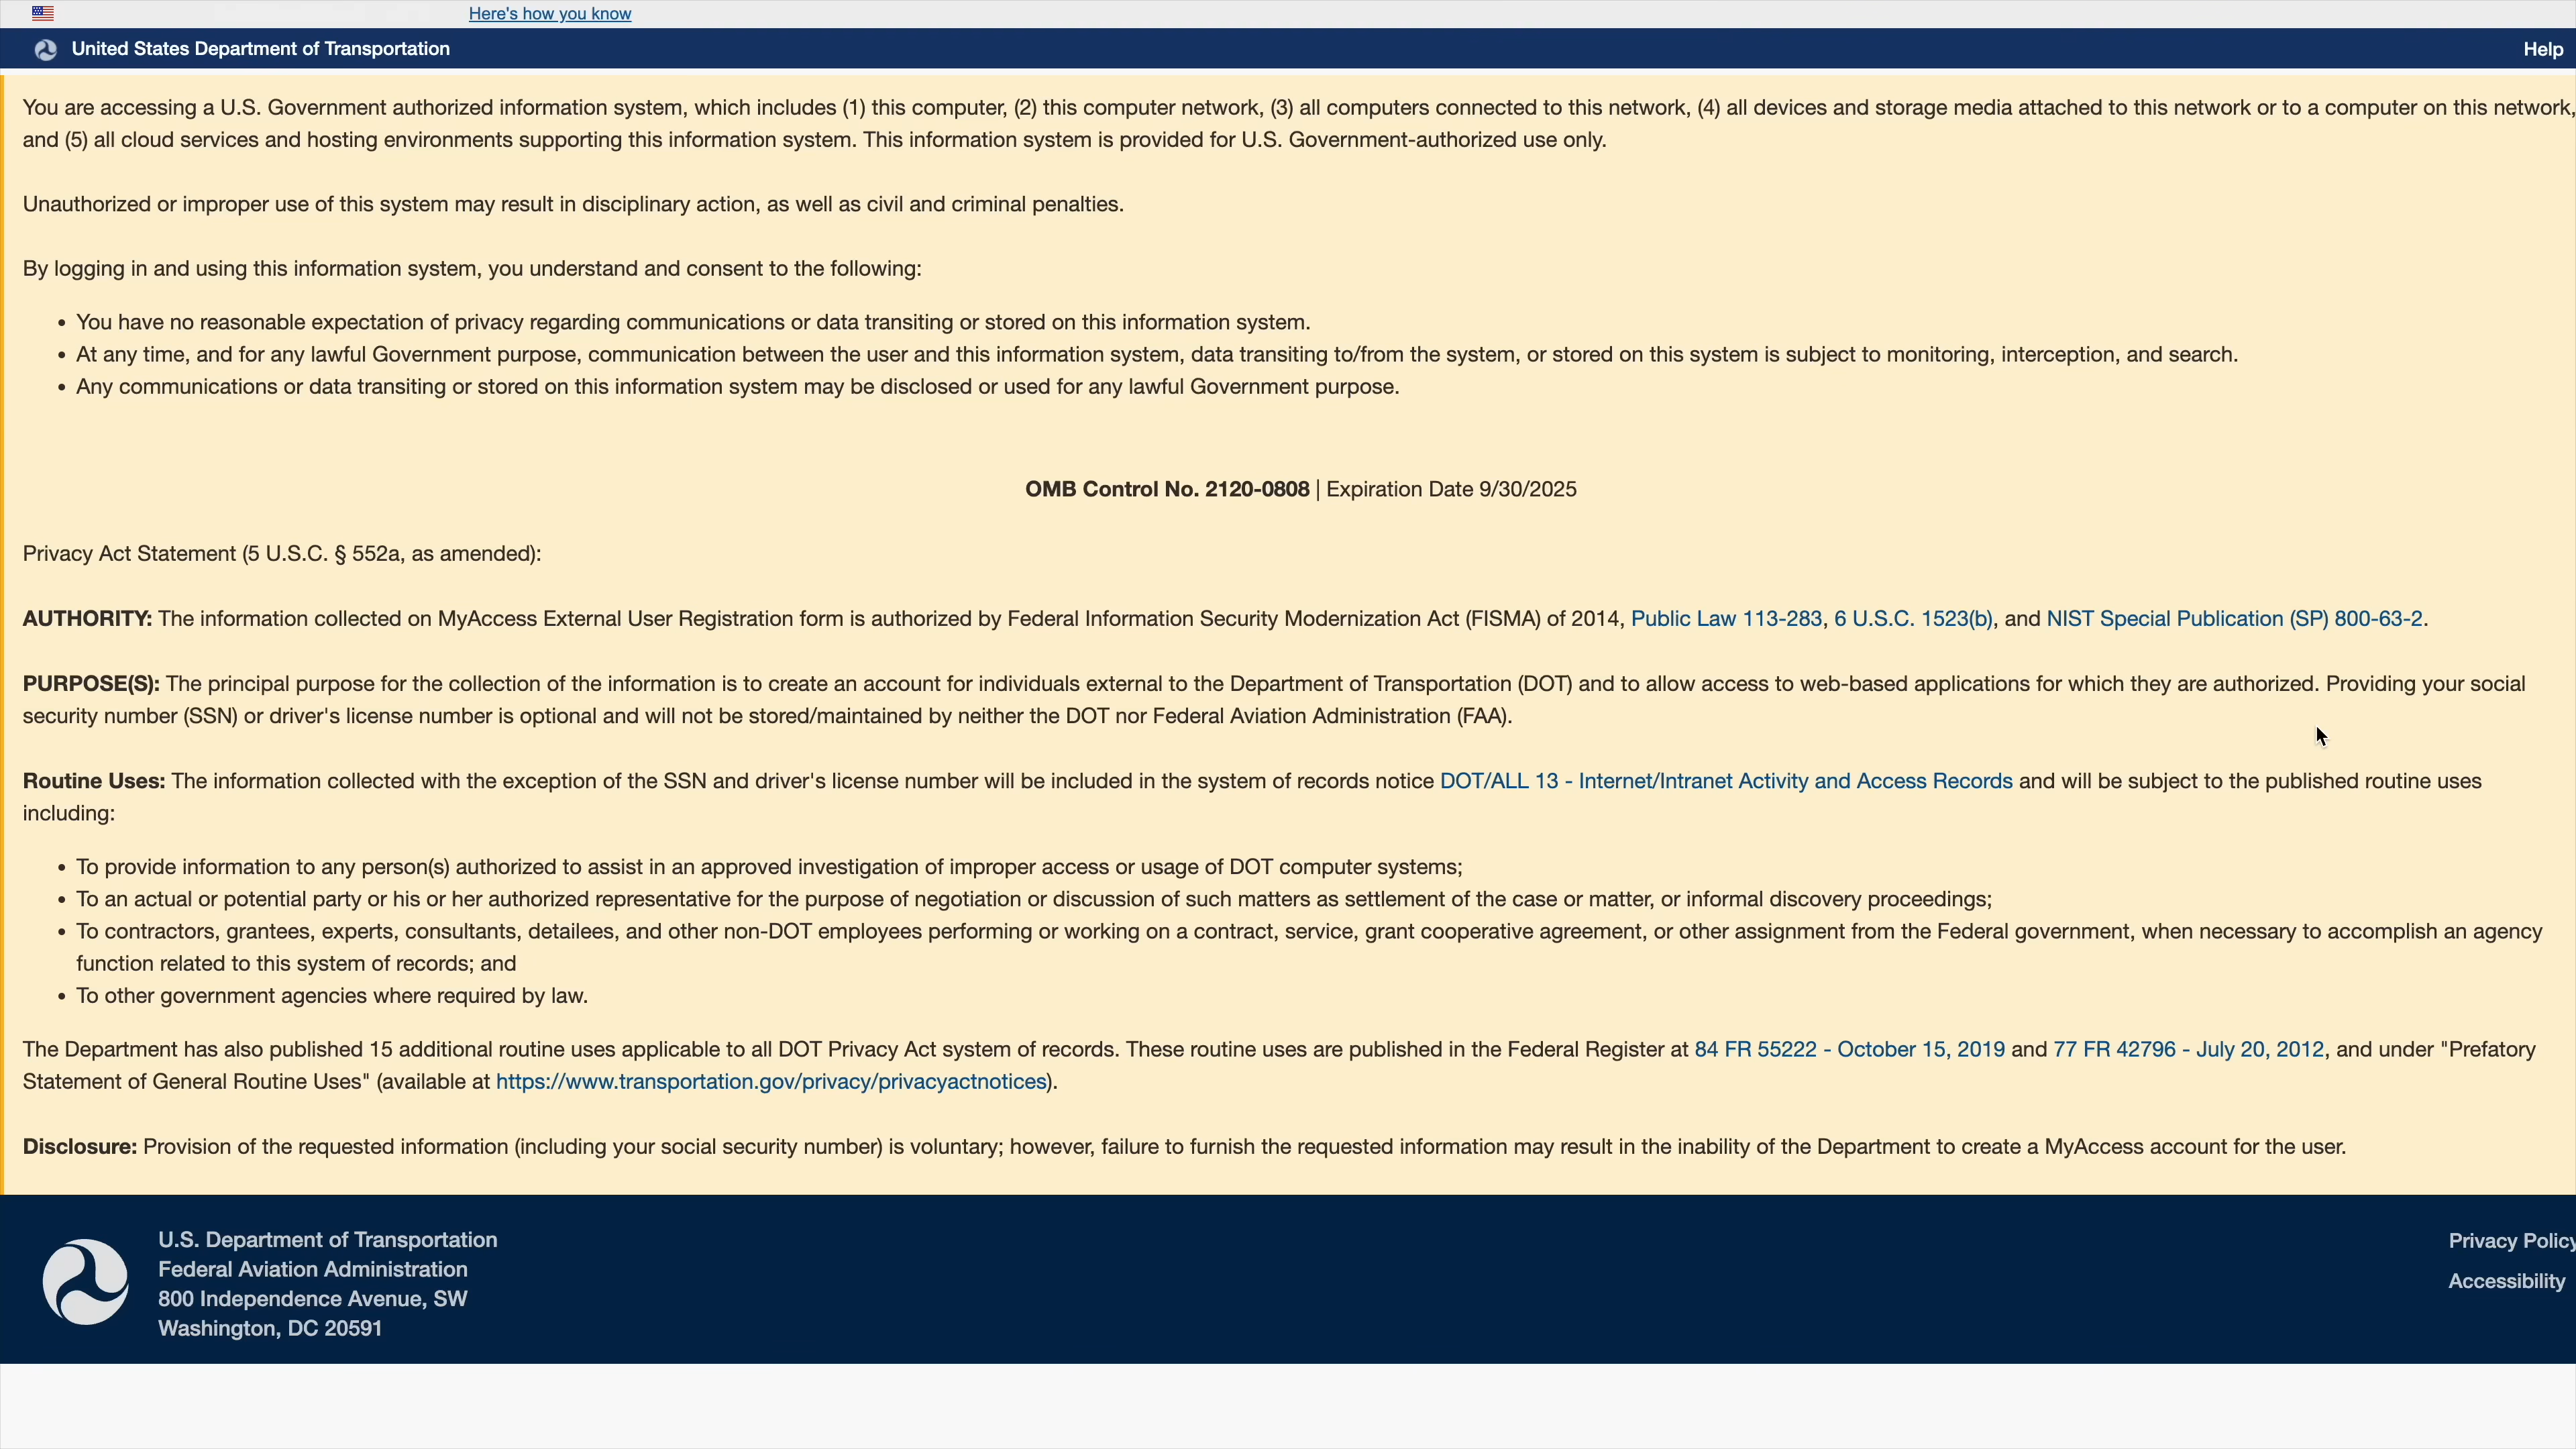 Here's how you know
United States Department of Transportation
Help
You are accessing a U.S. Government authorized information system, which includes (1) this computer, (2) this computer network, (3) all computers connected to this network, (4) all devices and storage media attached to this network or to a computer on this network,
and (5) all cloud services and hosting environments supporting this information system. This information system is provided for U.S. Government-authorized use only.
Unauthorized or improper use of this system may result in disciplinary action, as well as civil and criminal penalties.
By logging in and using this information system, you understand and consent to the following:
• You have no reasonable expectation of privacy regarding communications or data transiting or stored on this information system.
• At any time, and for any lawful Government purpose, communication between the user and this information system, data transiting to/from the system, or stored on this system is subject to monitoring, interception, and search.
• Any communications or data transiting or stored on this information system may be disclosed or used for any lawful Government purpose.
OMB Control No. 2120-0808 | Expiration Date 9/30/2025
Privacy Act Statement (5 U.S.C. § 552a, as amended):
AUTHORITY: The information collected on MyAccess External User Registration form is authorized by Federal Information Security Modernization Act (FISMA) of 2014, Public Law 113-283, 6 U.S.C. 1523(b), and NIST Special Publication (SP) 800-63-2.
PURPOSE(S): The principal purpose for the collection of the information is to create an account for individuals external to the Department of Transportation (DOT) and to allow access to web-based applications for which they are authorized. Providing your social
security number (SSN) or driver's license number is optional and will not be stored/maintained by neither the DOT nor Federal Aviation Administration (FAA).
Routine Uses: The information collected with the exception of the SSN and driver's license number will be included in the system of records notice DOT/ALL 13 - Internet/Intranet Activity and Access Records and will be subject to the published routine uses
including:
• To provide information to any person(s) authorized to assist in an approved investigation of improper access or usage of DOT computer systems;
• To an actual or potential party or his or her authorized representative for the purpose of negotiation or discussion of such matters as settlement of the case or matter, or informal discovery proceedings;
• To contractors, grantees, experts, consultants, detailees, and other non-DOT employees performing or working on a contract, service, grant cooperative agreement, or other assignment from the Federal government, when necessary to accomplish an agency
function related to this system of records; and
• To other government agencies where required by law.
The Department has also published 15 additional routine uses applicable to all DOT Privacy Act system of records. These routine uses are published in the Federal Register at 84 FR 55222 - October 15, 2019 and 77 FR 42796 - July 20, 2012, and under "Prefatory
Statement of General Routine Uses" (available at https://www.transportation.gov/privacy/privacyactnotices).
Disclosure: Provision of the requested information (including your social security number) is voluntary; however, failure to furnish the requested information may result in the inability of the Department to create a MyAccess account for the user.
U.S. Department of Transportation
Federal Aviation Administration
800 Independence Avenue, SW
Washington, DC 20591
Privacy Policy
Accessibility